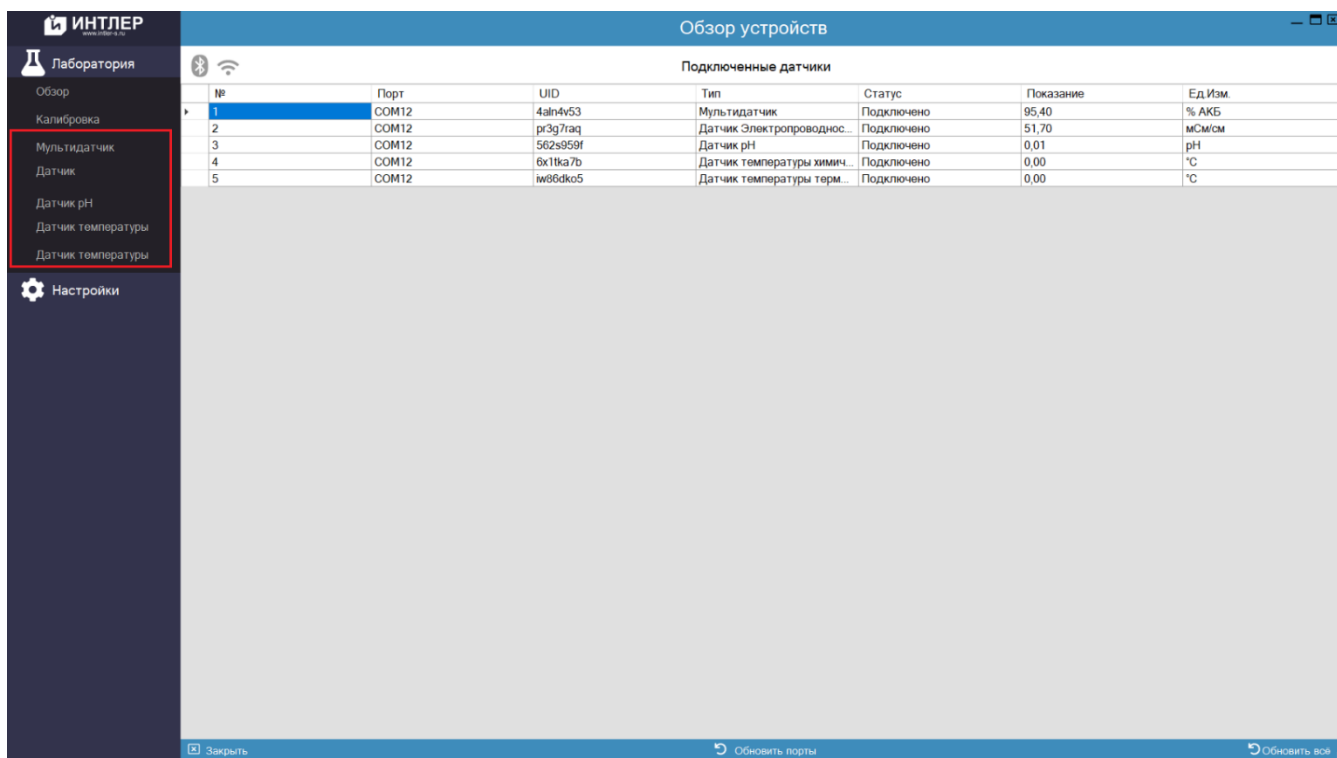 ИНТЛЕР
www.intler-s.ru
Обзор устройств
Лаборатория
Обзор
Калибровка
Мультидатчик
Датчик
Датчик pH
Датчик температуры
Датчик температуры
Настройки
Подключенные датчики
№ Порт UID Тип Статус Показание Ед.Изм.
1 COM12 4aln4v53 Мультидатчик Подключено 95,40 % АКБ
2 COM12 pr3g7raq Датчик Электропроводнос... Подключено 51,70 мСм/см
3 COM12 562s959f Датчик pH Подключено 0,01 pH
4 COM12 6x1tka7b Датчик температуры химич... Подключено 0,00 °C
5 COM12 iw86dko5 Датчик температуры терм... Подключено 0,00 °C
Закрыть Обновить порты Обновить всё